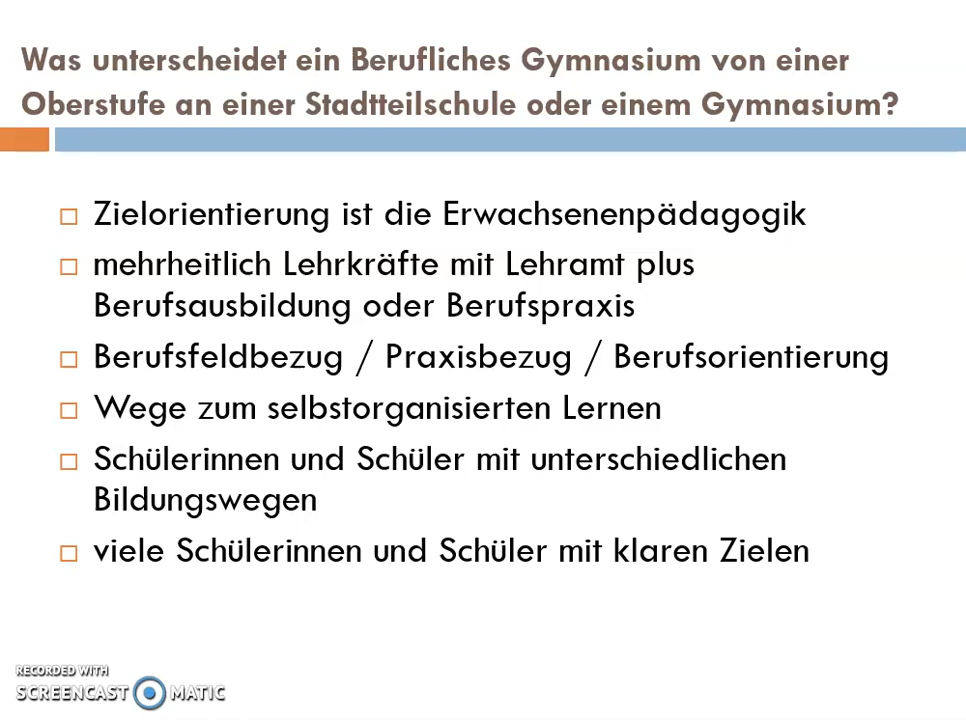 Was unterscheidet ein Berufliches Gymnasium von einer
Oberstufe an einer Stadtteilschule oder einem Gymnasium?
Zielorientierung ist die Erwachsenenpädagogik
mehrheitlich Lehrkräfte mit Lehramt plus
Berufsausbildung oder Berufspraxis
Berufsfeldbezug / Praxisbezug / Berufsorientierung
Wege zum selbstorganisierten Lernen
Schülerinnen und Schüler mit unterschiedlichen
Bildungswegen
viele Schülerinnen und Schüler mit klaren Zielen
RECORDED WITH
SCREENCAST MATIC